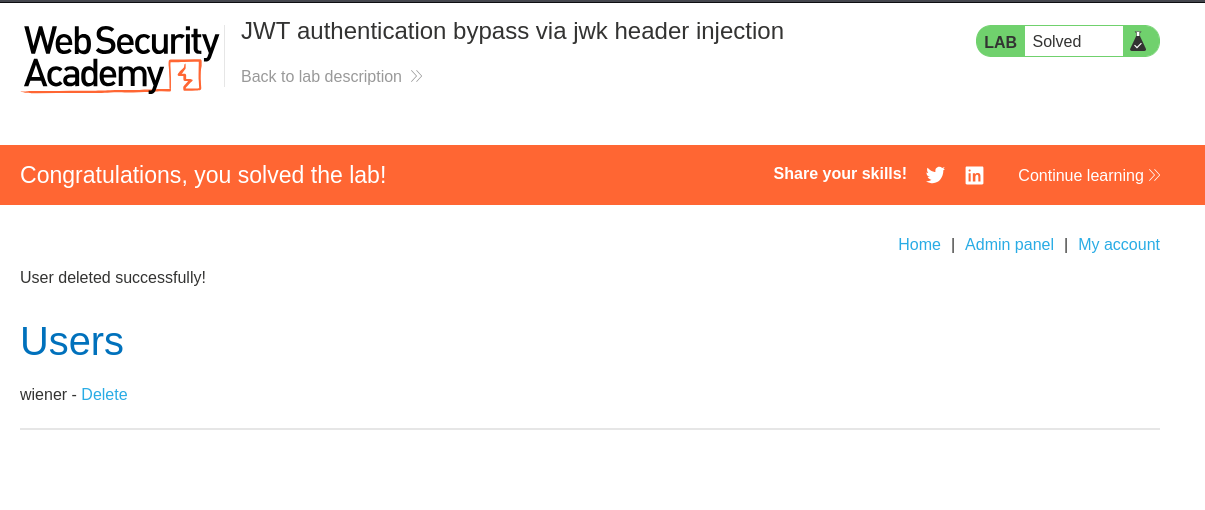 Web Security
Academy
JWT authentication bypass via jwk header injection
Back to lab description
LAB Solved
Congratulations, you solved the lab!
Share your skills!
Continue learning
Home | Admin panel | My account
User deleted successfully!
Users
wiener - Delete